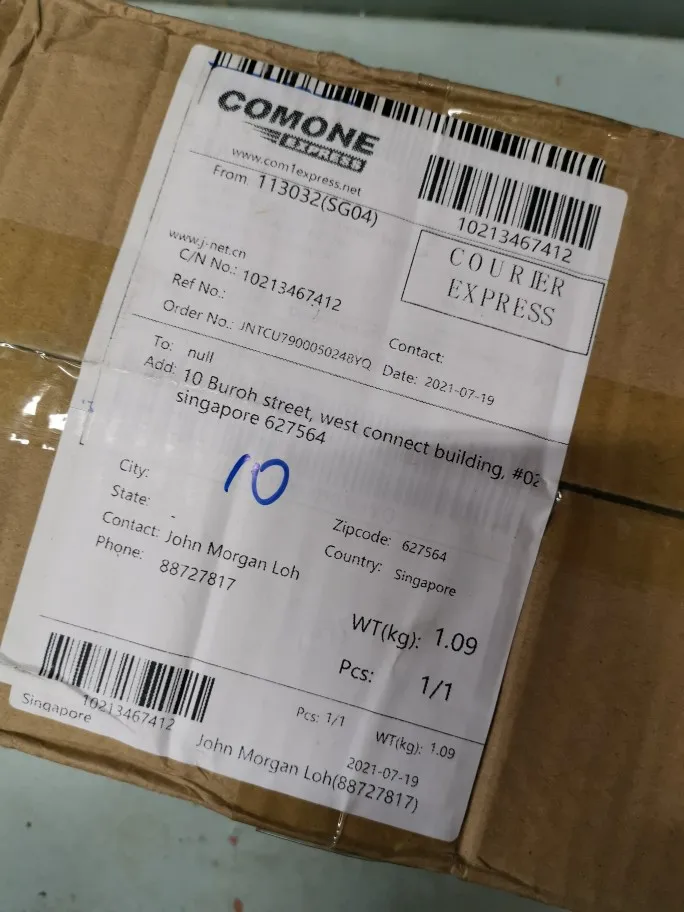 COMONE
EXPRESS
www.com1express.net
From 113032(SG04)
10213467412
COURIER
EXPRESS
www.j-net.cn
C/N No.: 10213467412
Ref No.:
Contact:
Order No.: JNTCU7900050248YQ Date: 2021-07-19
To: null
Add: 10 Buroh street, west connect building, #02
singapore 627564
10
City:
State: -
Zipcode: 627564
Contact: John Morgan Loh
Country: Singapore
Phone: 88727817
WT(kg): 1.09
Pcs: 1/1
10213467412
Singapore
Pcs: 1/1 WT(kg): 1.09
2021-07-19
John Morgan Loh(88727817)